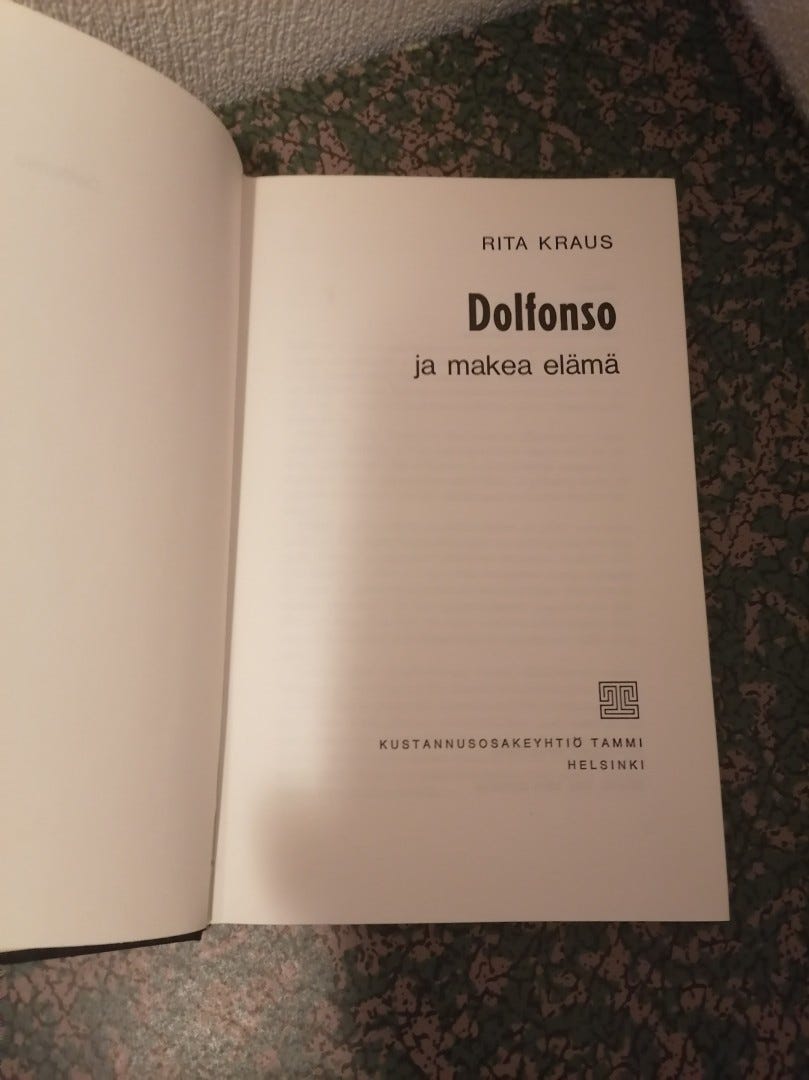 RITA KRAUS
Dolfonso
ja makea elämä
KUSTANNUSOSAKEYHTIÖ TAMMI
HELSINKI